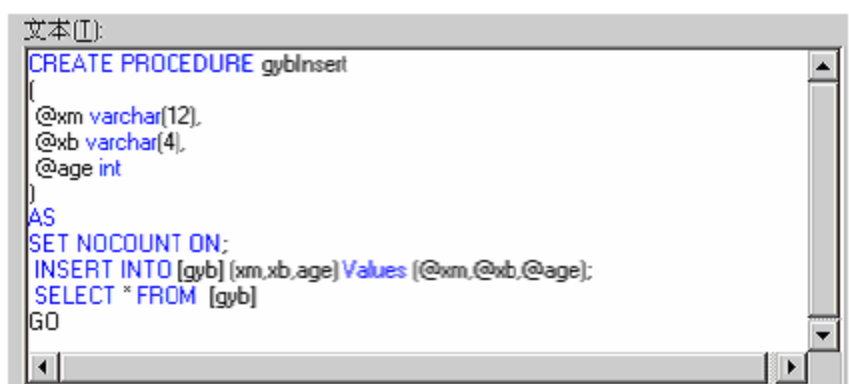 文本(T):
CREATE PROCEDURE gybInsert
(
@xm varchar(12),
@xb varchar(4),
@age int
)
AS
SET NOCOUNT ON;
INSERT INTO [gyb] (xm,xb,age) Values (@xm,@xb,@age);
SELECT * FROM [gyb]
GO